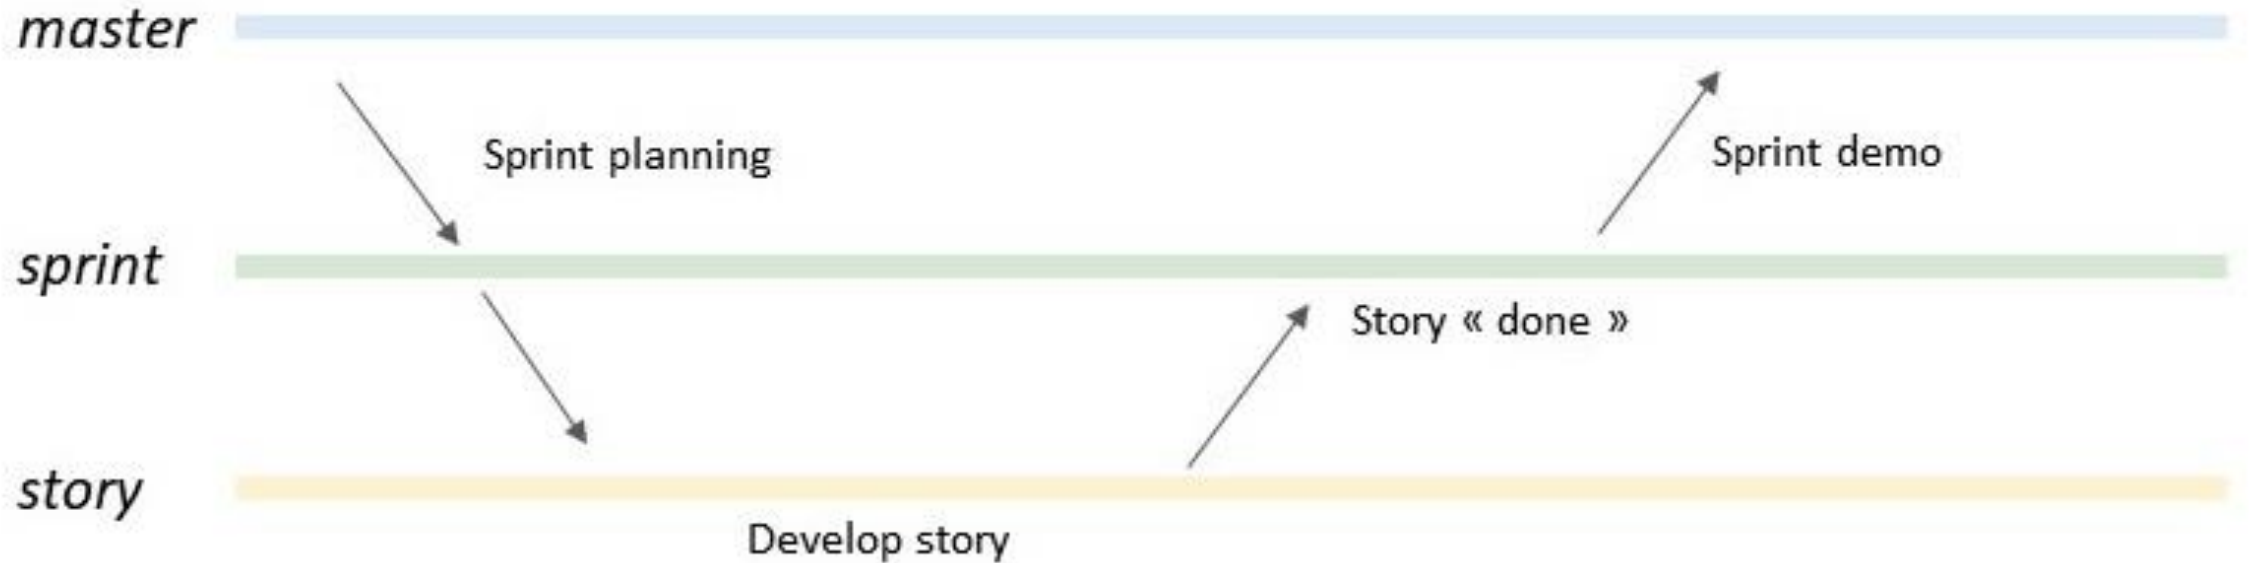 master
Sprint planning
Sprint demo
sprint
Story « done »
story
Develop story